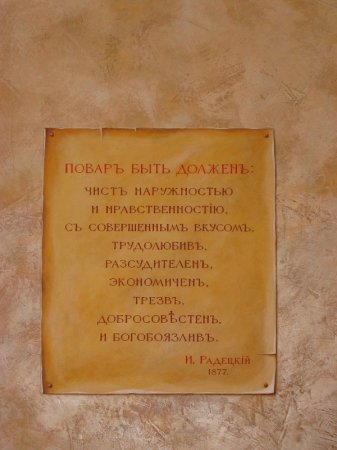 ПОВАРЪ БЫТЬ ДОЛЖЕНЪ:
ЧИСТЪ НАРУЖНОСТЬЮ
И НРАВСТВЕННОСТІЮ,
СЪ СОВЕРШЕННЫМЪ ВКУСОМЪ,
ТРУДОЛЮБИВЪ,
РАЗСУДИТЕЛЕНЪ,
ЭКОНОМИЧЕНЪ,
ТРЕЗВЪ,
ДОБРОСОВѢСТЕНЪ
И БОГОБОЯЗЛИВЪ.
И. РАДЕЦКІЙ
1877.